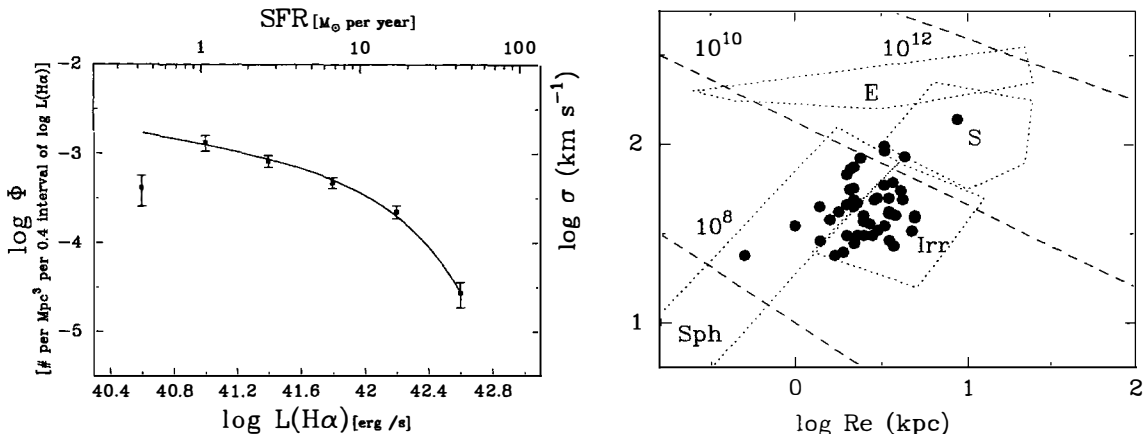 SFR [M⊙ per year]
1 10 100
log Φ
[# per Mpc³ per 0.4 interval of log L(Hα)]
−2
−3
−4
−5
40.4 40.8 41.2 41.6 42 42.4 42.8
log L(Hα) [erg /s]
log σ (km s⁻¹)
2
1
10¹⁰
10¹²
E
S
10⁸
Irr
Sph
0 1 2
log Re (kpc)